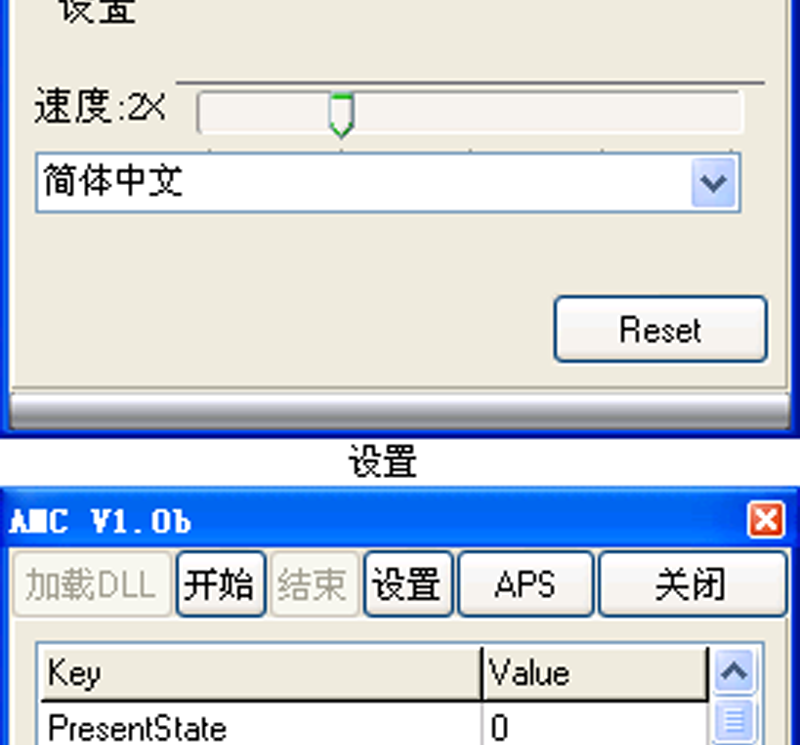 设置
速度:2X
简体中文
Reset
设置
AMC V1.0b
加载DLL 开始 结束 设置 APS 关闭
Key Value
PresentState 0